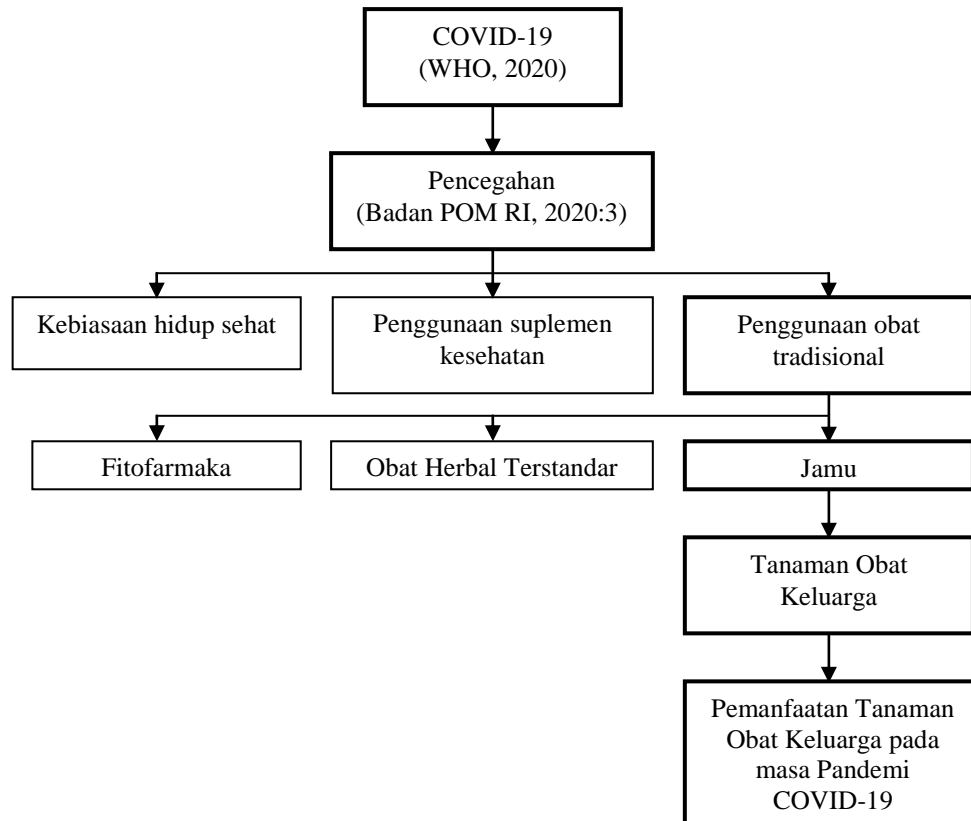 COVID-19
(WHO, 2020)
Pencegahan
(Badan POM RI, 2020:3)
Kebiasaan hidup sehat
Penggunaan suplemen
kesehatan
Penggunaan obat
tradisional
Fitofarmaka
Obat Herbal Terstandar
Jamu
Tanaman Obat
Keluarga
Pemanfaatan Tanaman
Obat Keluarga pada
masa Pandemi
COVID-19